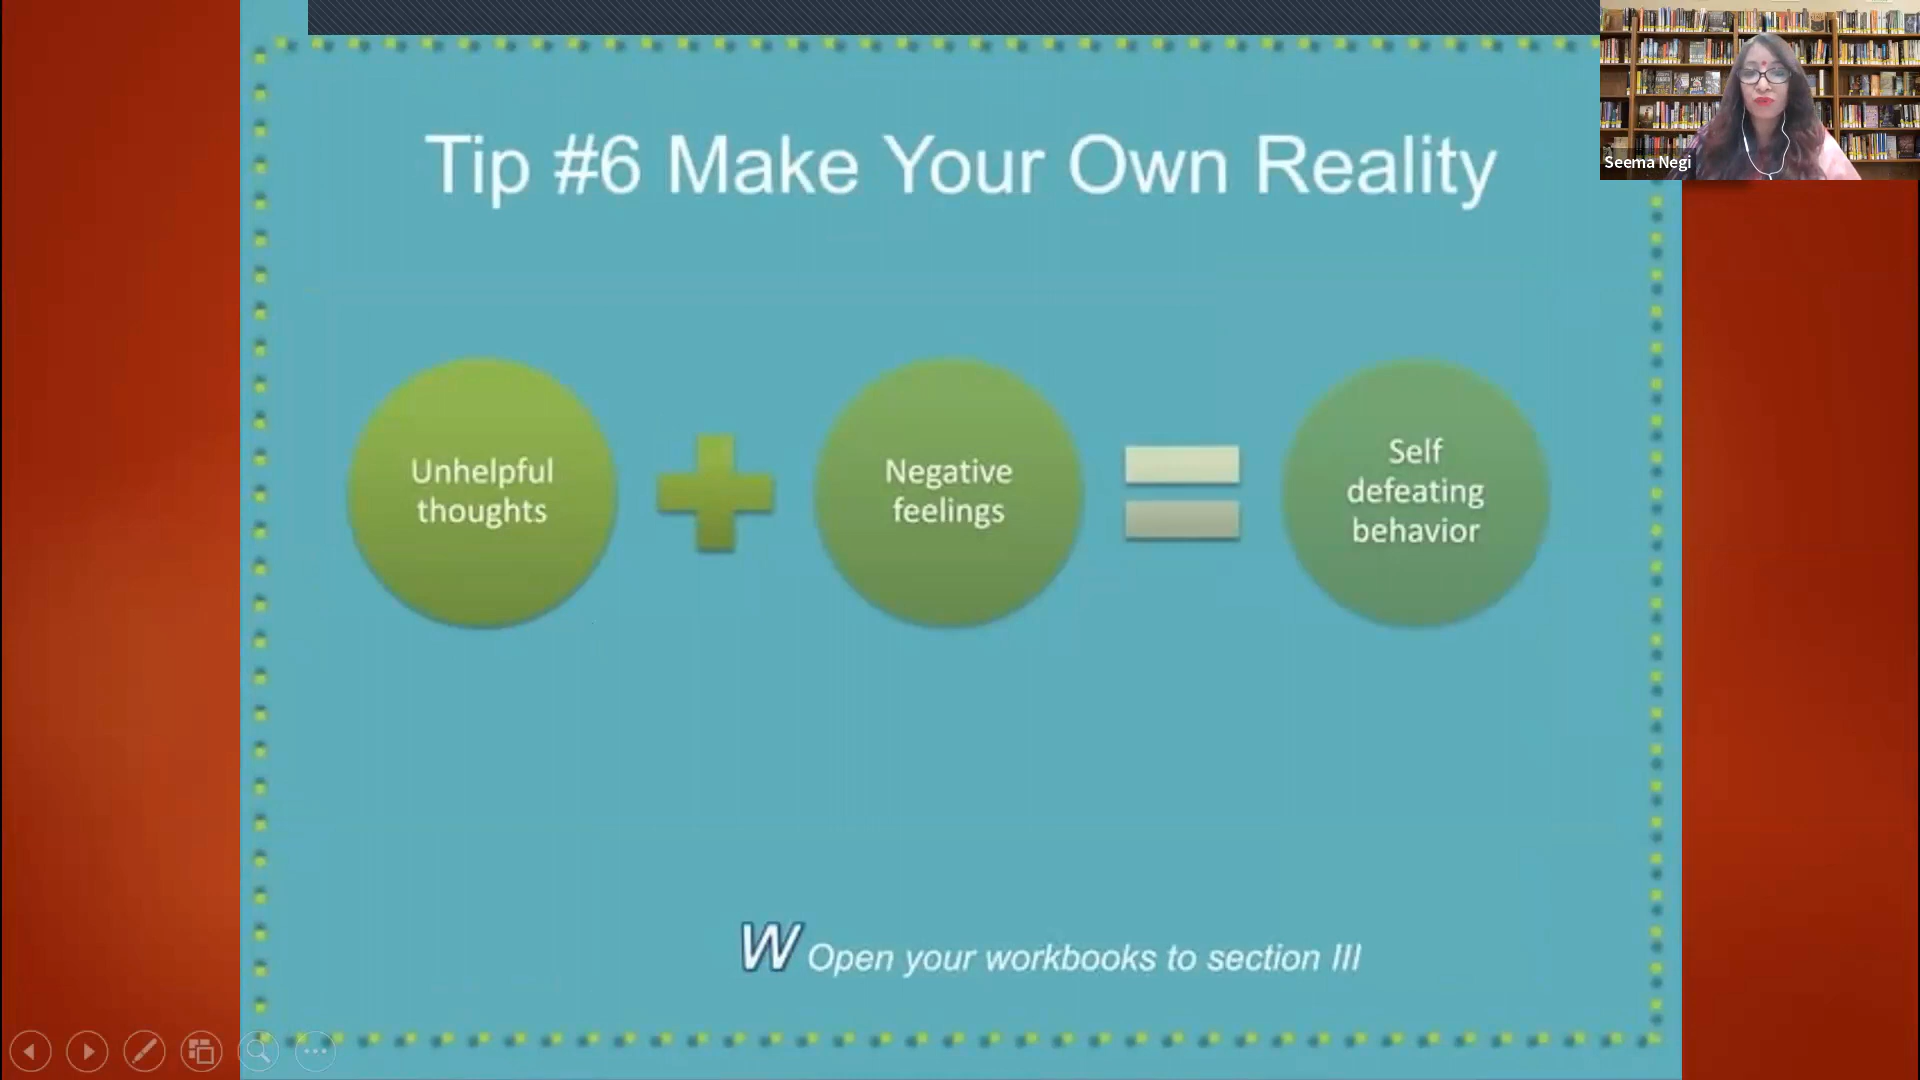 Tip #6 Make Your Own Reality
Seema Negi
Unhelpful
thoughts
Negative
feelings
Self
defeating
behavior
W Open your workbooks to section III